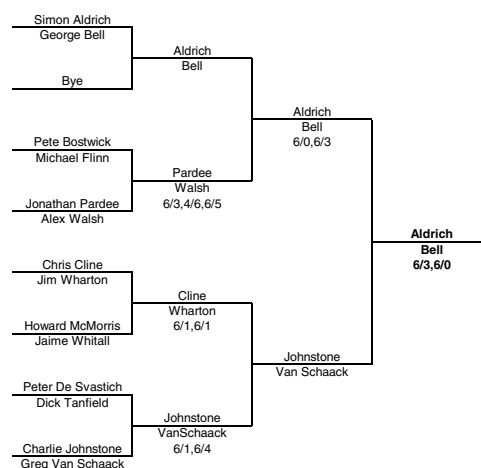 Simon Aldrich
George Bell
Aldrich
Bell
Bye
Aldrich
Bell
6/0,6/3
Pete Bostwick
Michael Flinn
Pardee
Walsh
6/3,4/6,6/5
Jonathan Pardee
Alex Walsh
Aldrich
Bell
6/3,6/0
Chris Cline
Jim Wharton
Cline
Wharton
6/1,6/1
Howard McMorris
Jaime Whitall
Johnstone
Van Schaack
Peter De Svastich
Dick Tanfield
Johnstone
VanSchaack
6/1,6/4
Charlie Johnstone
Greg Van Schaack